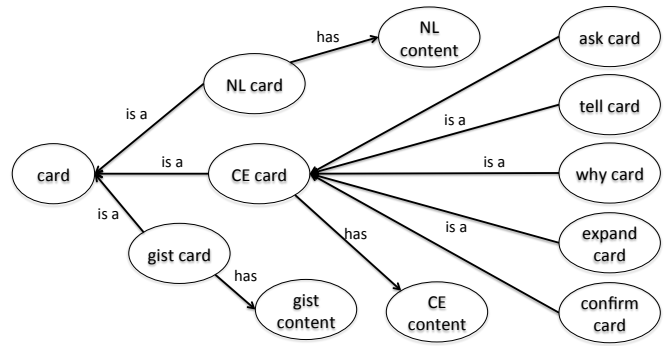 NL
content
has
NL card
is a
card
is a
CE card
is a
gist card
has
gist
content
has
CE
content
ask card
is a
tell card
is a
why card
expand
card
is a
confirm
card